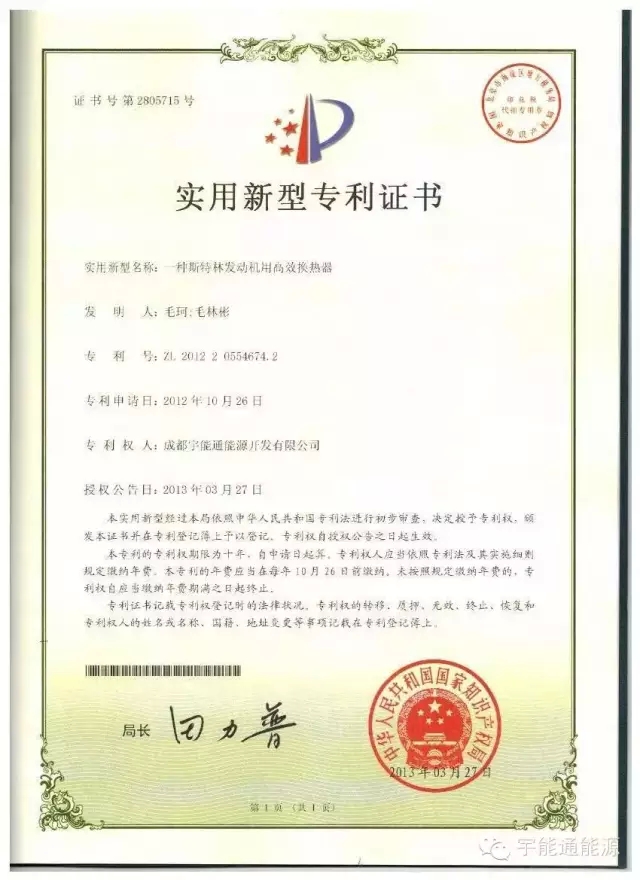 证书号第2805715号
实用新型专利证书
实用新型名称：一种斯特林发动机用高效换热器
发明人：毛珂;毛林彬
专利号：ZL 2012 2 0554674.2
专利申请日：2012年10月26日
专利权人：成都宇能通能源开发有限公司
授权公告日：2013年03月27日
本实用新型经过本局依照中华人民共和国专利法进行初步审查，决定授予专利权，颁
发本证书并在专利登记簿上予以登记。专利权自授权公告之日起生效。
本专利的专利权期限为十年，自申请日起算。专利权人应当依照专利法及其实施细则
规定缴纳年费。本专利的年费应当在每年10月26日前缴纳。未按照规定缴纳年费的，专
利权自应当缴纳年费期满之日起终止。
专利证书记载专利权登记时的法律状况。专利权的转移、质押、无效、终止、恢复和
专利权人的姓名或名称、国籍、地址变更等事项记载在专利登记簿上。
局长
田力普
中华人民共和国国家知识产权局
2013年03月27日
第1页（共1页）
宇能通能源